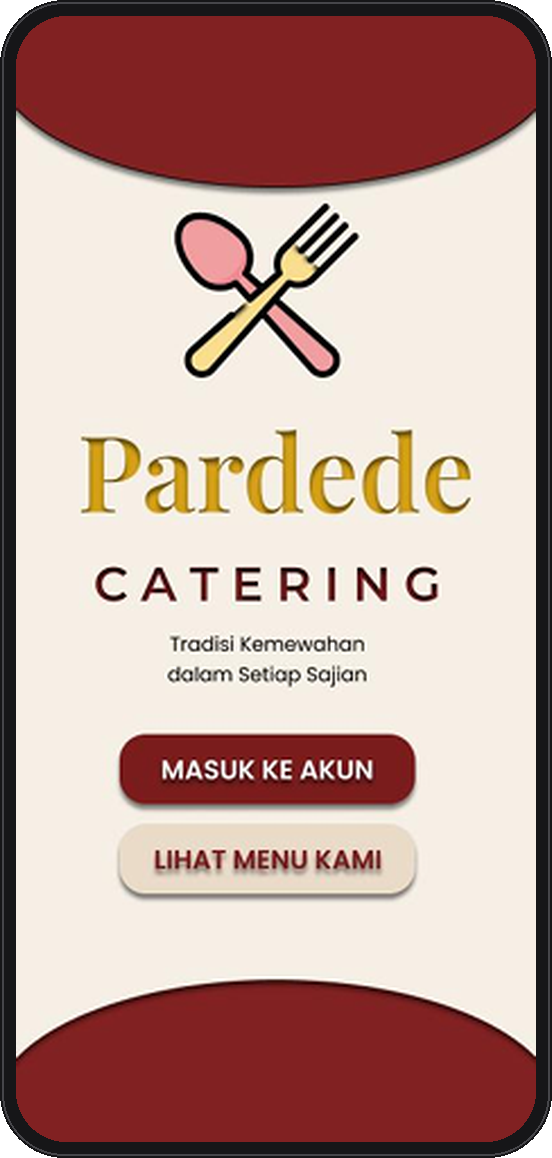 Pardede
CATERING
Tradisi Kemewahan
dalam Setiap Sajian
MASUK KE AKUN
LIHAT MENU KAMI